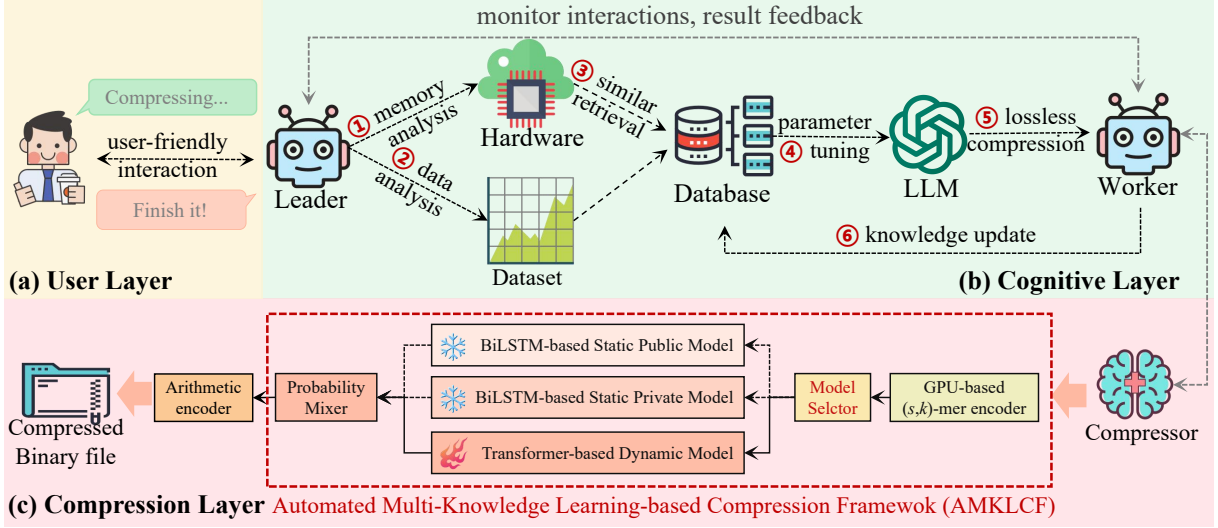 monitor interactions, result feedback
Compressing...
user-friendly
interaction
Finish it!
Leader
① memory
analysis
② data
analysis
Hardware
Dataset
③ similar
retrieval
Database
parameter
④ tuning
LLM
⑤ lossless
compression
Worker
⑥ knowledge update
(a) User Layer
(b) Cognitive Layer
Compressed
Binary file
Arithmetic
encoder
Probability
Mixer
BiLSTM-based Static Public Model
BiLSTM-based Static Private Model
Transformer-based Dynamic Model
Model
Selctor
GPU-based
(s,k)-mer encoder
Compressor
(c) Compression Layer Automated Multi-Knowledge Learning-based Compression Framewok (AMKLCF)